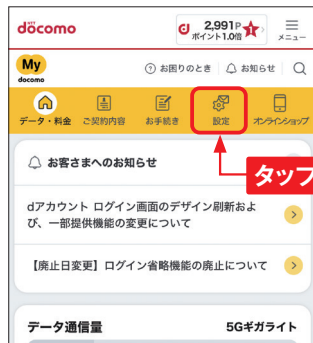 NTT
döcomo
d 2,991P 1
ポイント1.0倍
メニュー
My
docomo
お困りのとき お知らせ
データ・料金 ご契約内容 お手続き 設定 オンラインショップ
お客さまへのお知らせ
タップ
dアカウント ログイン画面のデザイン刷新およ
び、一部提供機能の変更について
【廃止日変更】ログイン省略機能の廃止について
データ通信量 5Gギガライト